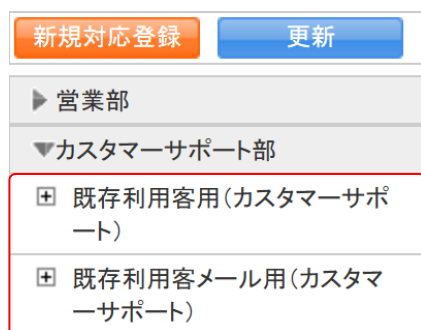 新規対応登録 更新
営業部
カスタマーサポート部
既存利用客用（カスタマーサポ
ート）
既存利用客メール用（カスタマ
ーサポート）